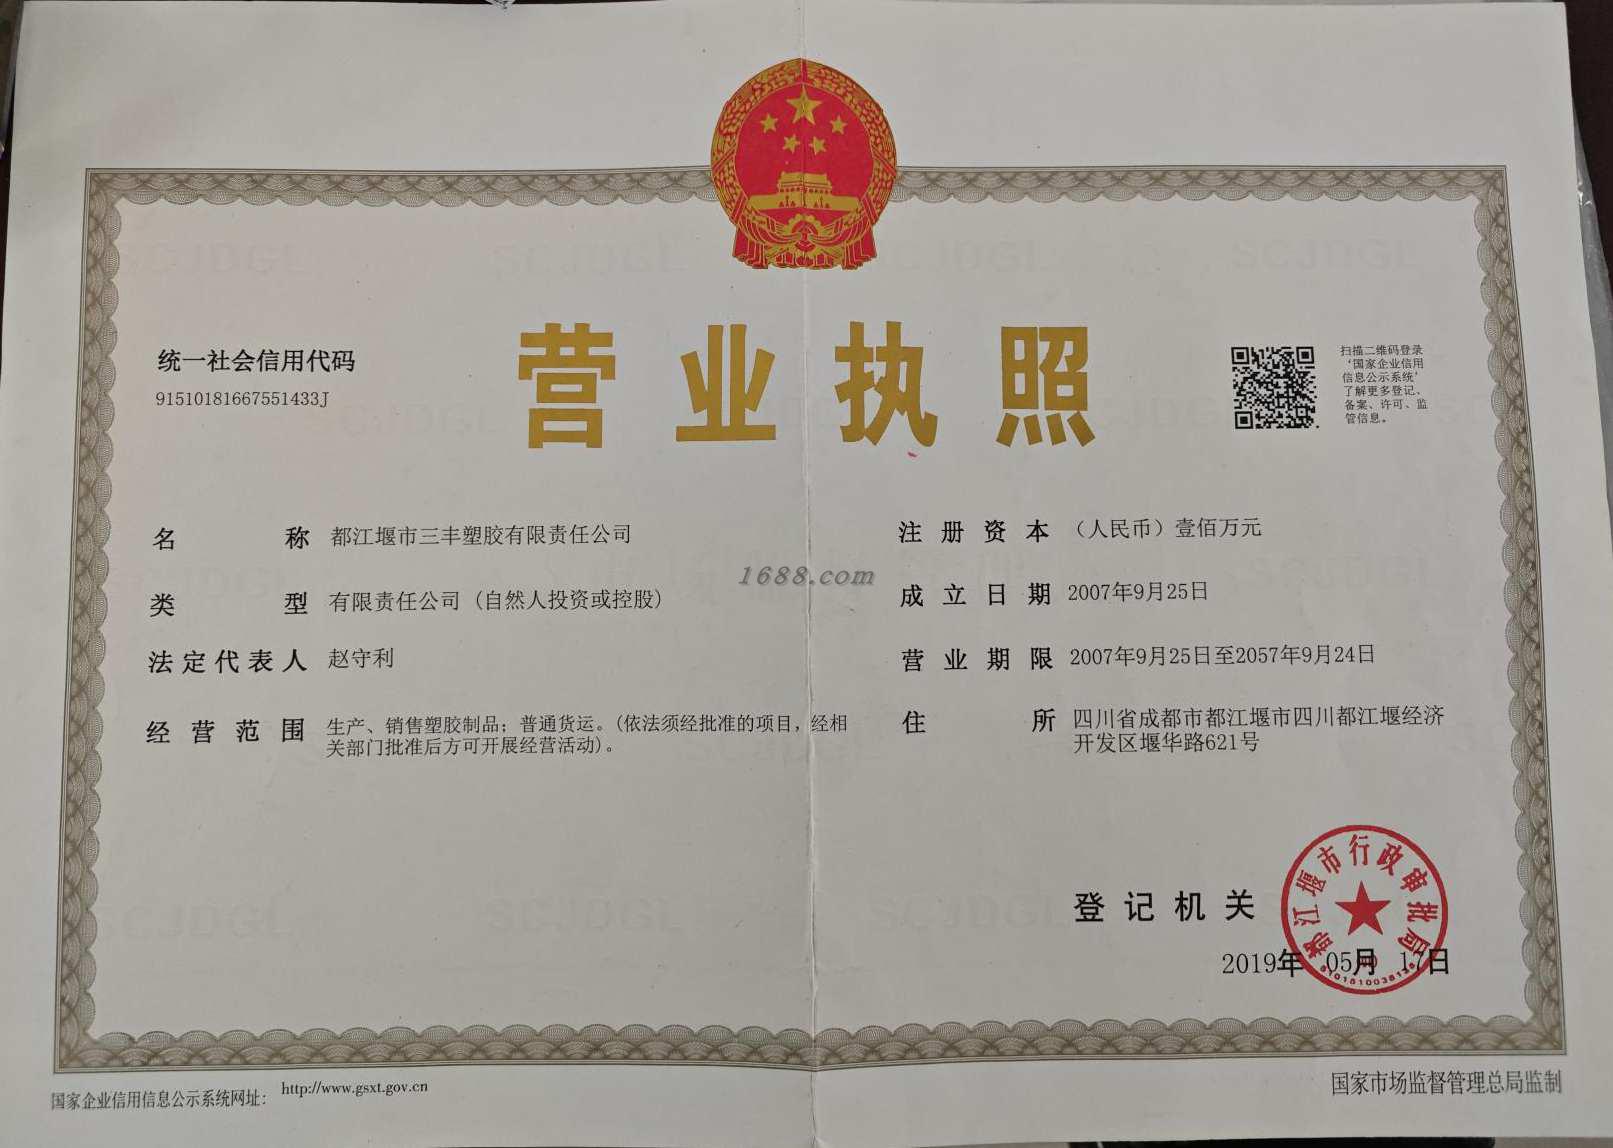 营业执照
统一社会信用代码
91510181667551433J
扫描二维码登录
‘国家企业信用
信息公示系统’
了解更多登记、
备案、许可、监
管信息。
名称 都江堰市三丰塑胶有限责任公司
类型 有限责任公司（自然人投资或控股）
法定代表人 赵守利
经营范围 生产、销售塑胶制品；普通货运。（依法须经批准的项目，经相
关部门批准后方可开展经营活动）。
注册资本 （人民币）壹佰万元
成立日期 2007年9月25日
营业期限 2007年9月25日至2057年9月24日
住所 四川省成都市都江堰市四川都江堰经济
开发区堰华路621号
1688.com
登记机关
都江堰市行政审批局
2019年 05月 17日
国家企业信用信息公示系统网址： http://www.gsxt.gov.cn
国家市场监督管理总局监制
SCJDGL